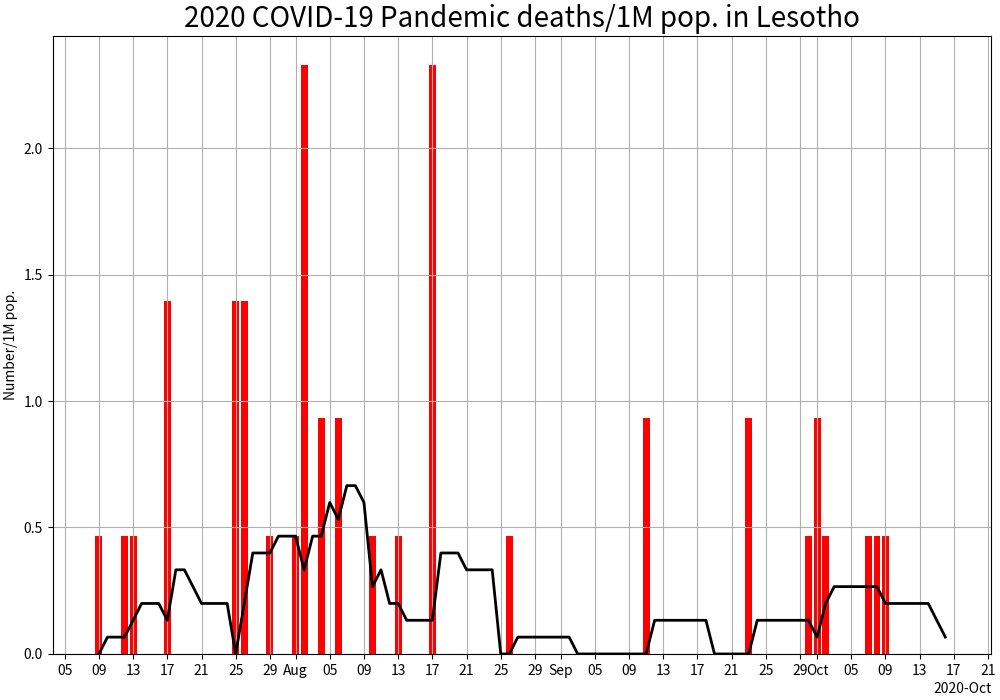 2020 COVID-19 Pandemic deaths/1M pop. in Lesotho
Number/1M pop.
2.0
1.5
1.0
0.5
0.0
05 09 13 17 21 25 29 Aug 05 09 13 17 21 25 29 Sep 05 09 13 17 21 25 29 Oct 05 09 13 17 21
2020-Oct